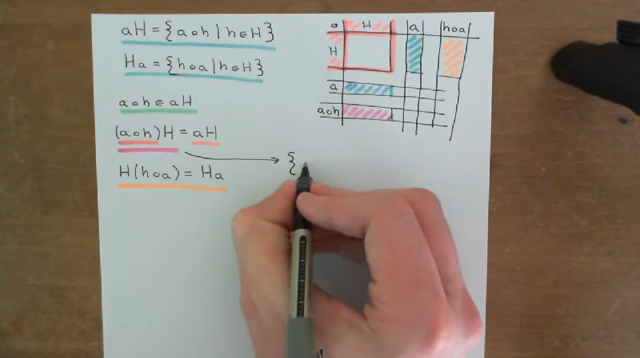 aH = {a∘h | h∈H}
Ha = {h∘a | h∈H}
a∘h ∈ aH
(a∘h)H = aH
H(h∘a) = Ha
{
∘ H a h∘a
H
a
a∘h